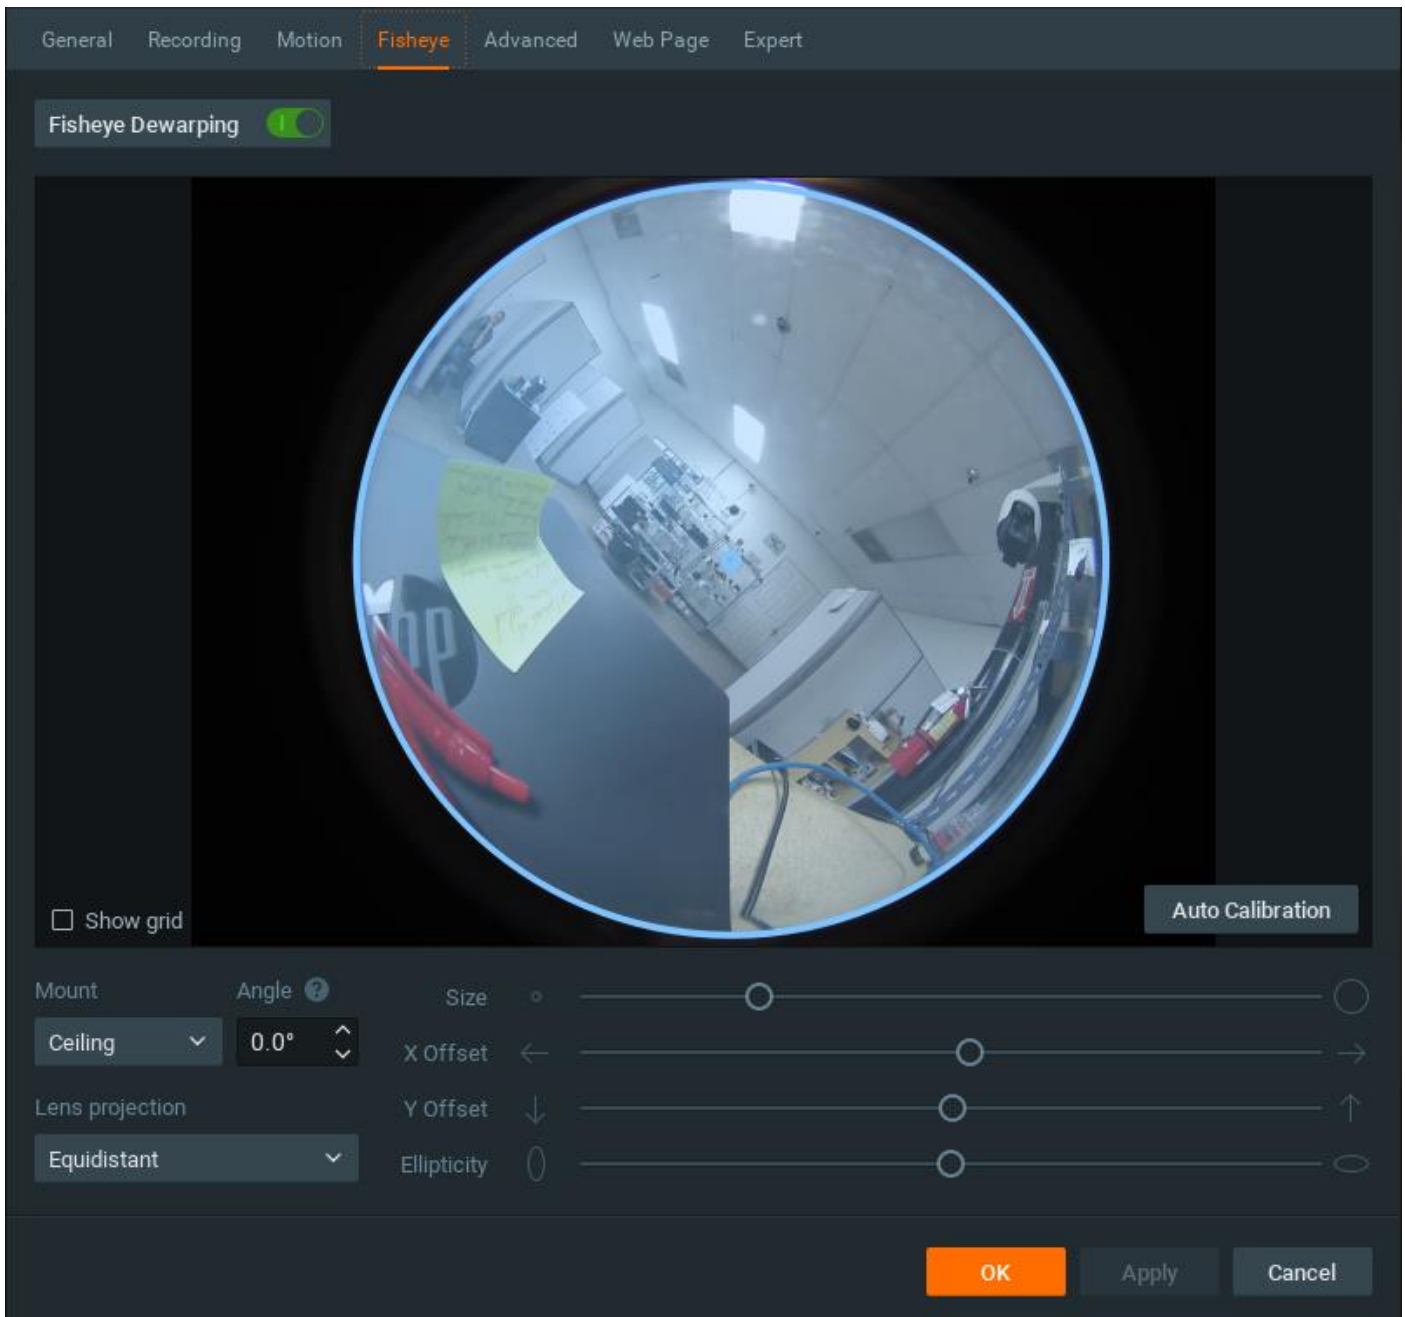 General Recording Motion Fisheye Advanced Web Page Expert
Fisheye Dewarping
hp
Show grid
Auto Calibration
Mount Angle ?
Ceiling 0.0°
Lens projection
Equidistant
Size
X Offset
Y Offset
Ellipticity
OK Apply Cancel